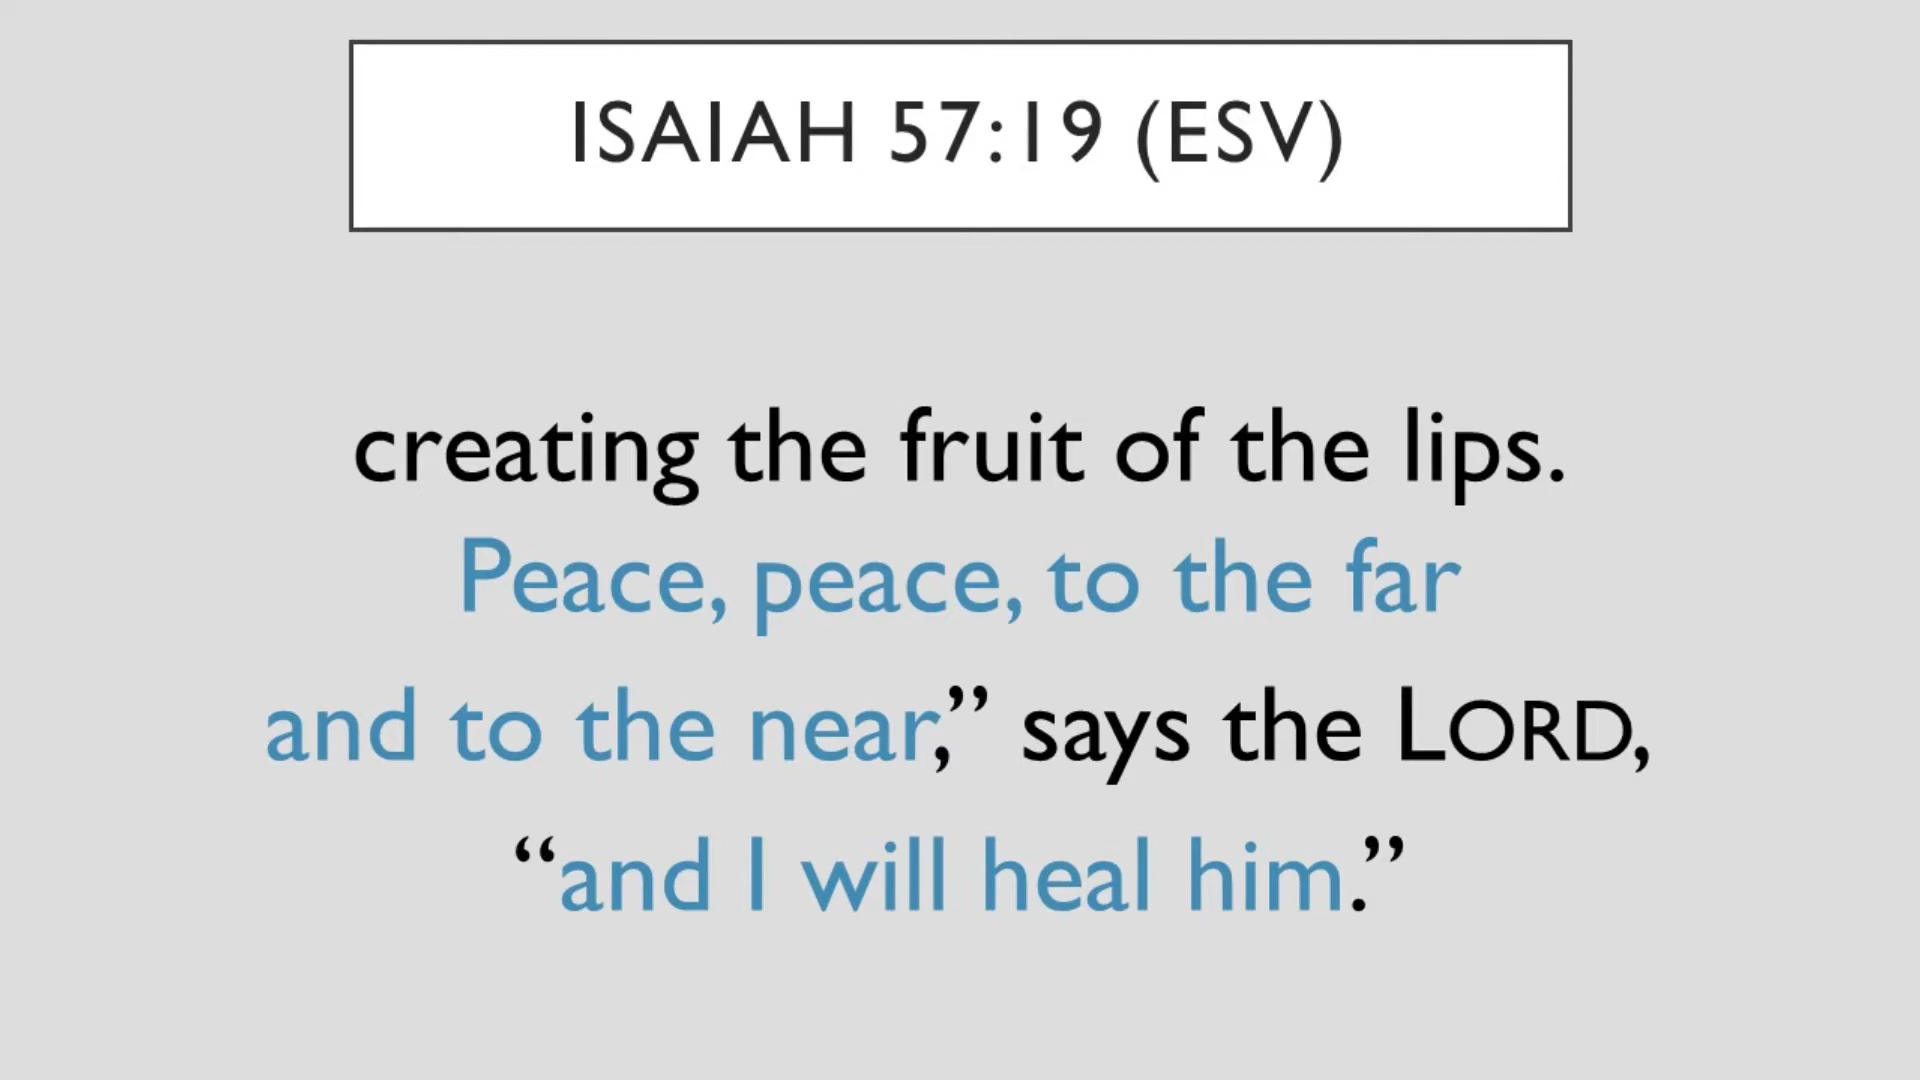 ISAIAH 57:19 (ESV)
creating the fruit of the lips.
Peace, peace, to the far
and to the near,” says the LORD,
“and I will heal him.”